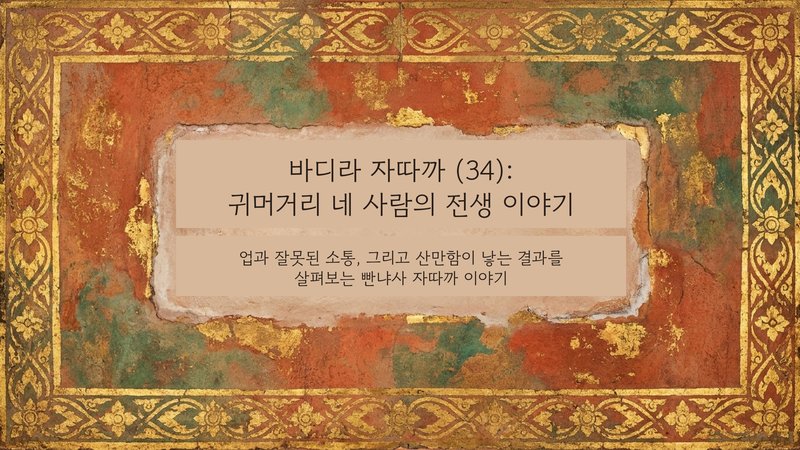 바디라 자따까 (34):
귀머거리 네 사람의 전생 이야기
업과 잘못된 소통, 그리고 산만함이 낳는 결과를
살펴보는 빤냐사 자따까 이야기